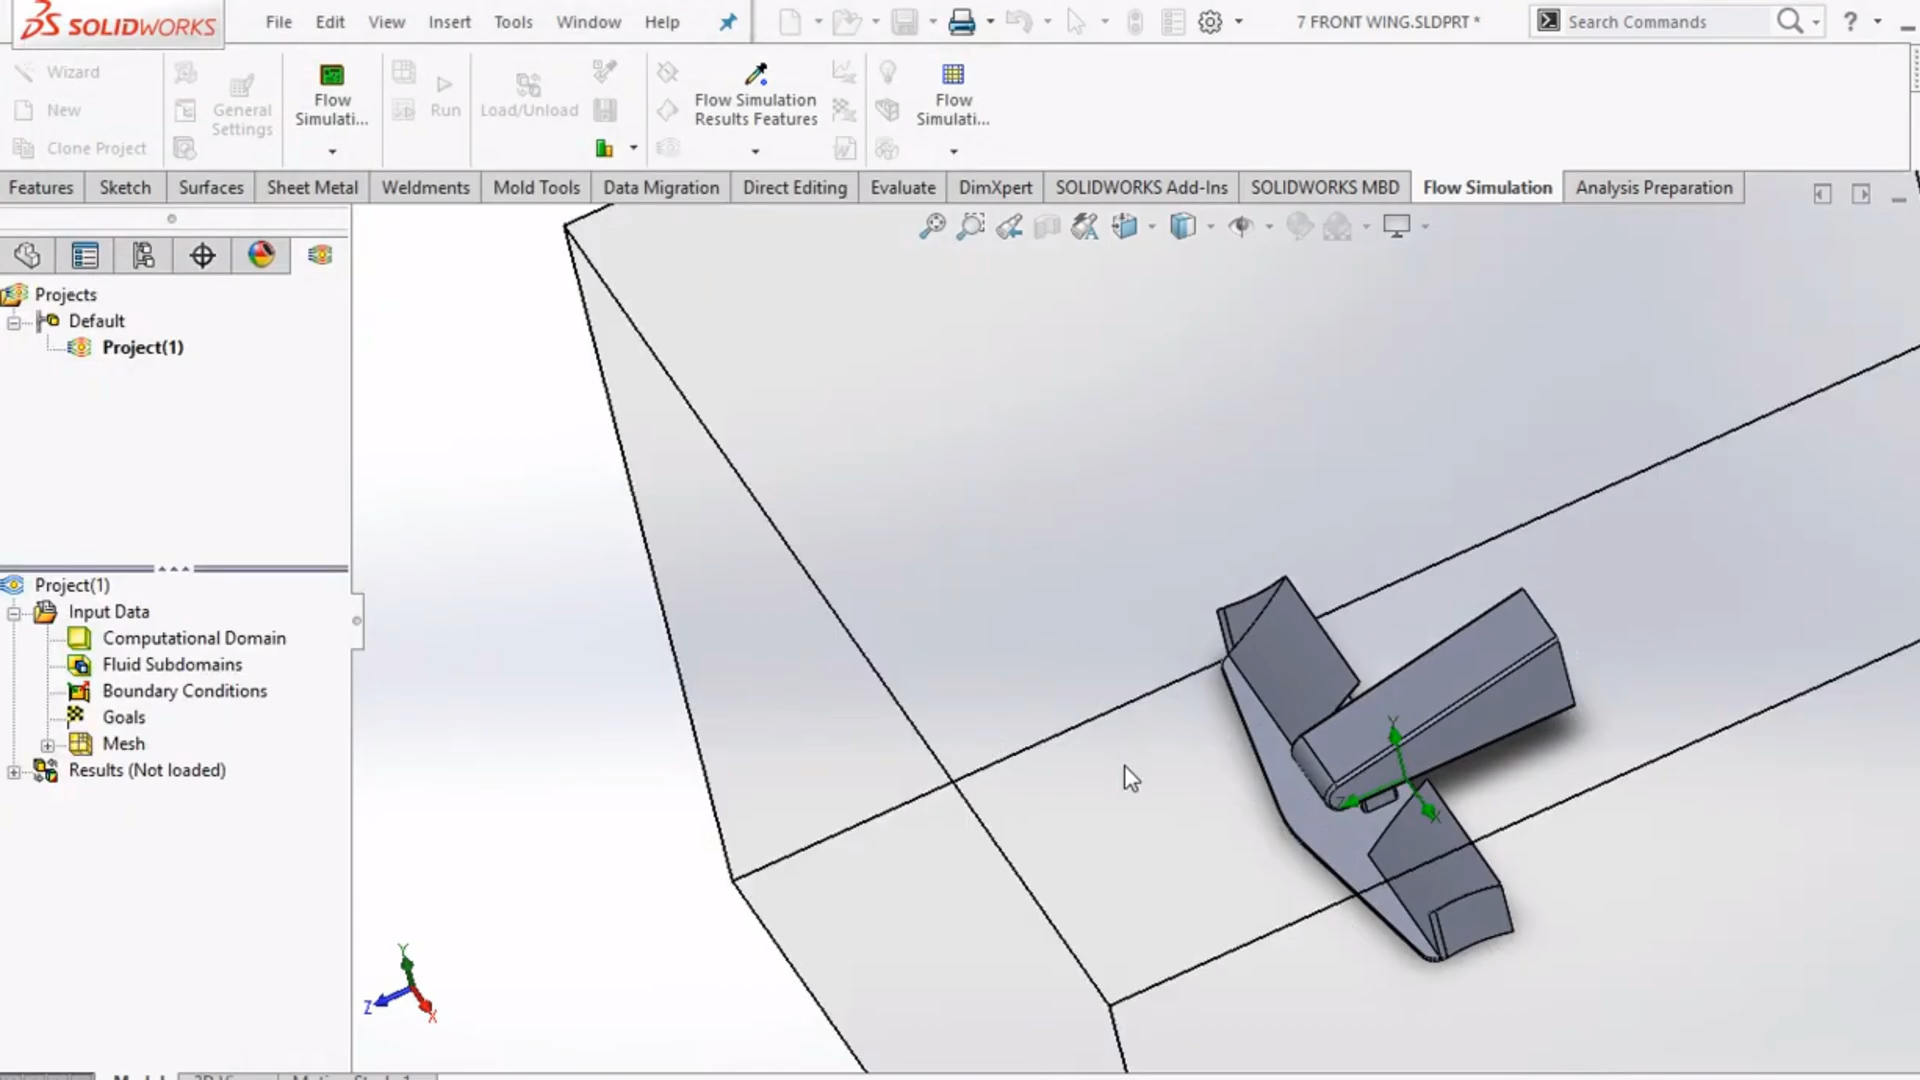 SOLIDWORKS File Edit View Insert Tools Window Help 7 FRONT WING.SLDPRT * Search Commands ?
Wizard
New
Clone Project
General
Settings
Flow
Simulati...
Run
Load/Unload
Flow Simulation
Results Features
Flow
Simulati...
Features Sketch Surfaces Sheet Metal Weldments Mold Tools Data Migration Direct Editing Evaluate DimXpert SOLIDWORKS Add-Ins SOLIDWORKS MBD Flow Simulation Analysis Preparation
Projects
Default
Project(1)
Project(1)
Input Data
Computational Domain
Fluid Subdomains
Boundary Conditions
Goals
Mesh
Results (Not loaded)
Y
Z
X
Y
Z
X